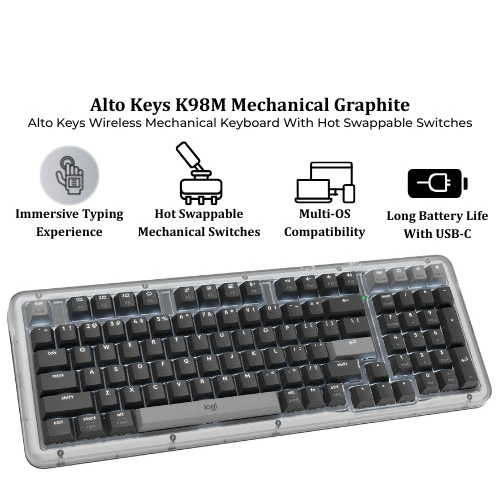 Alto Keys K98M Mechanical Graphite
Alto Keys Wireless Mechanical Keyboard With Hot Swappable Switches
Immersive Typing
Experience
Hot Swappable
Mechanical Switches
Multi-OS
Compatibility
Long Battery Life
With USB-C
logi